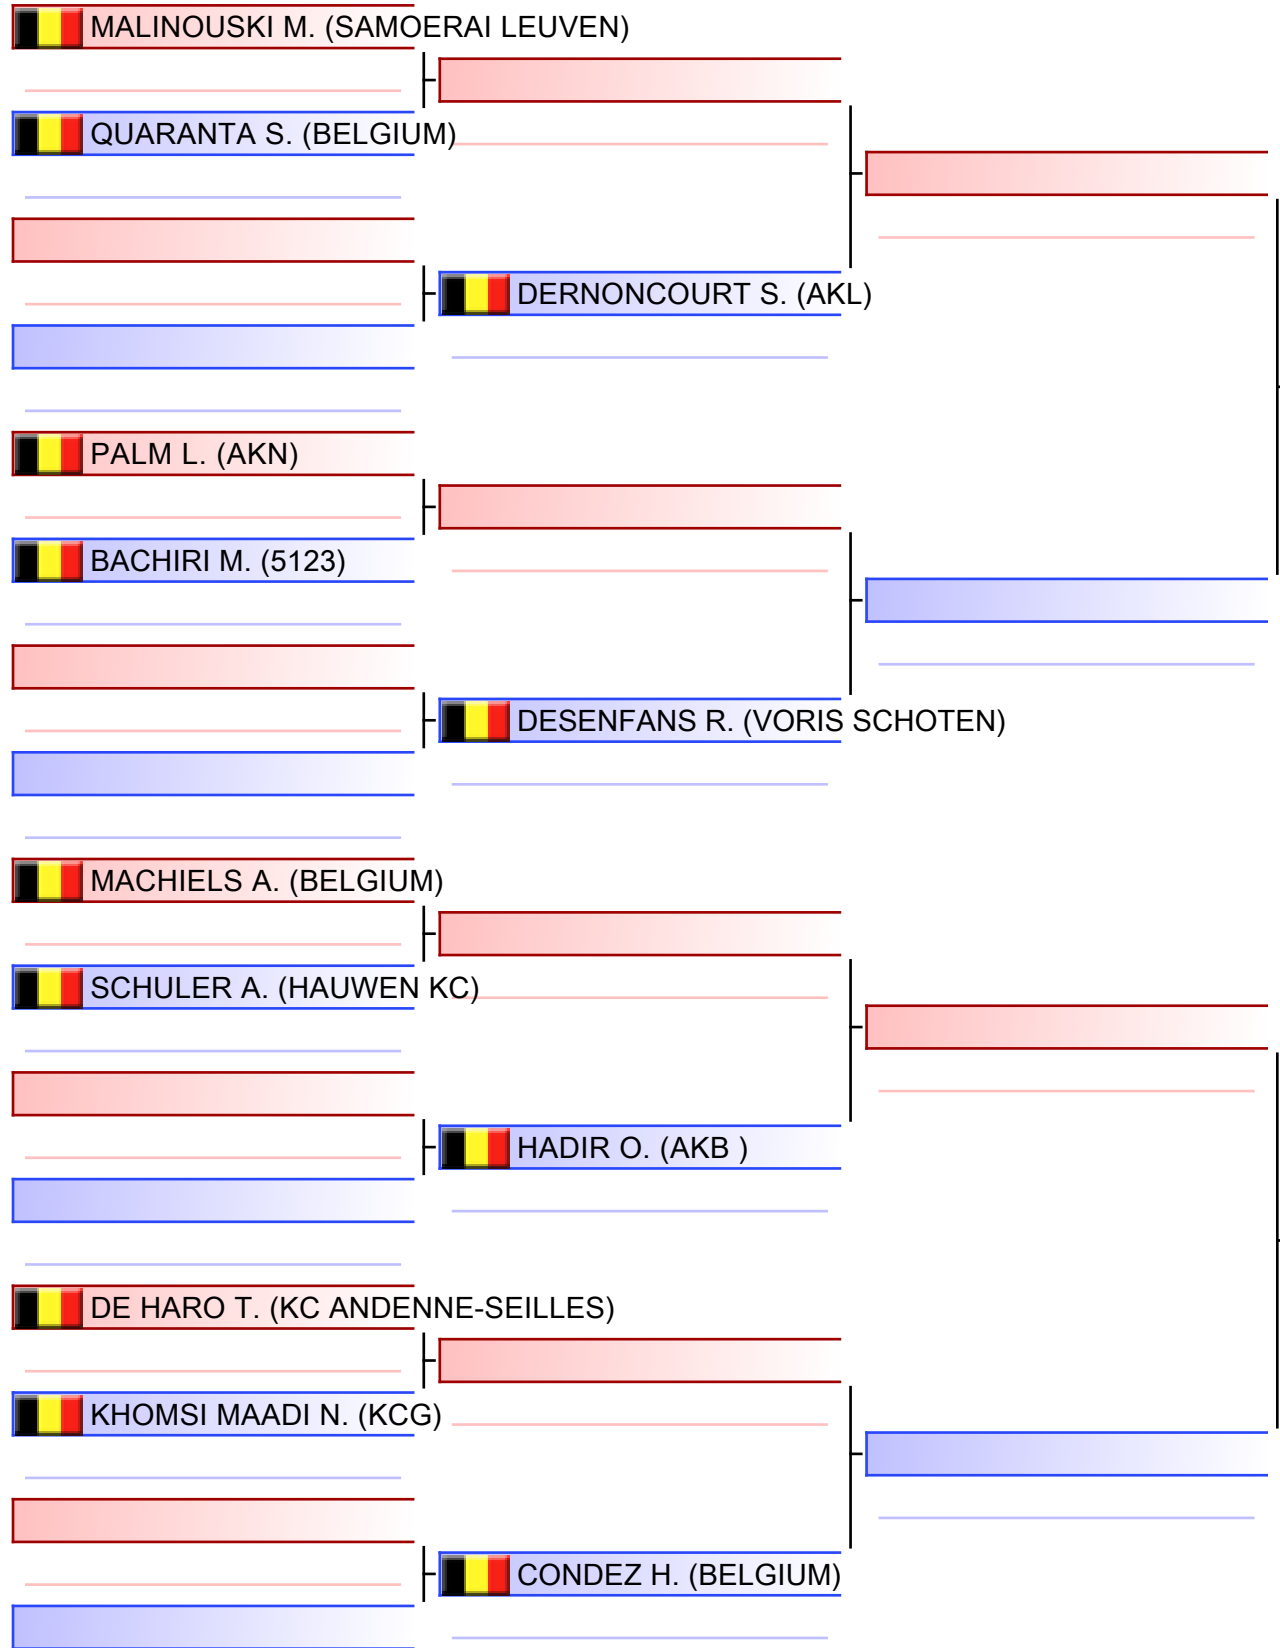 MALINOUSKI M. (SAMOERAI LEUVEN)
QUARANTA S. (BELGIUM)
DERNONCOURT S. (AKL)
PALM L. (AKN)
BACHIRI M. (5123)
DESENFANS R. (VORIS SCHOTEN)
MACHIELS A. (BELGIUM)
SCHULER A. (HAUWEN KC)
HADIR O. (AKB )
DE HARO T. (KC ANDENNE-SEILLES)
KHOMSI MAADI N. (KCG)
CONDEZ H. (BELGIUM)